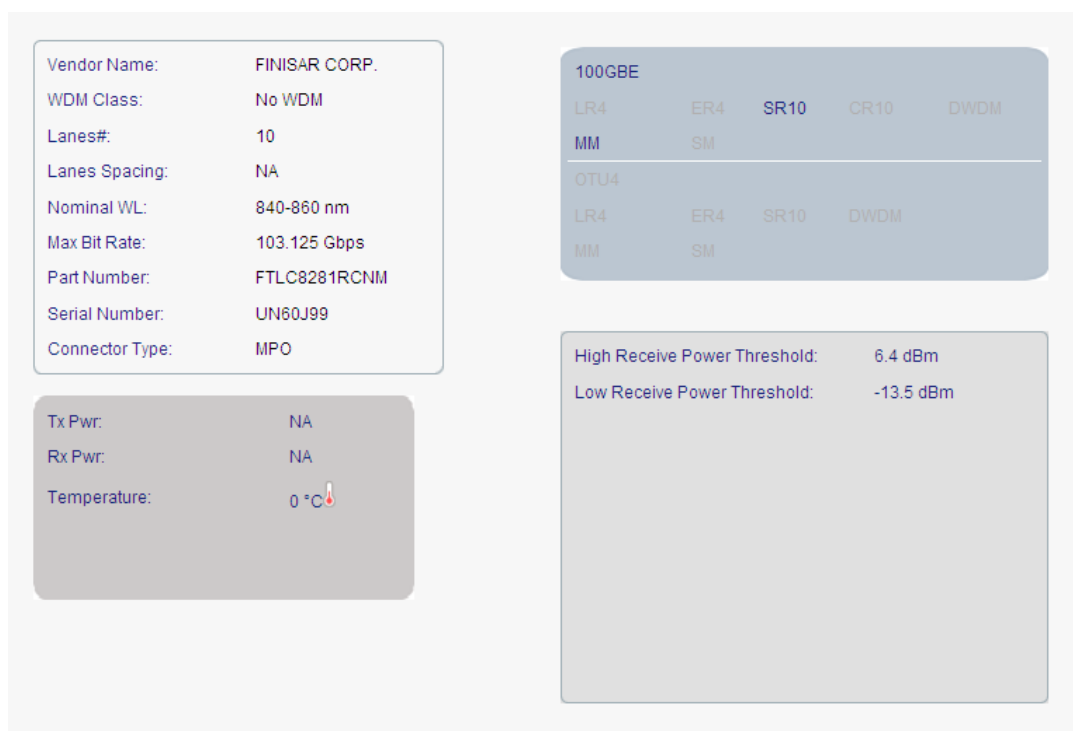 Vendor Name: FINISAR CORP.
WDM Class: No WDM
Lanes#: 10
Lanes Spacing: NA
Nominal WL: 840-860 nm
Max Bit Rate: 103.125 Gbps
Part Number: FTLC8281RCNM
Serial Number: UN60J99
Connector Type: MPO
Tx Pwr: NA
Rx Pwr: NA
Temperature: 0 °C
100GBE
LR4 ER4 SR10 CR10 DWDM
MM SM
OTU4
LR4 ER4 SR10 DWDM
MM SM
High Receive Power Threshold: 6.4 dBm
Low Receive Power Threshold: -13.5 dBm